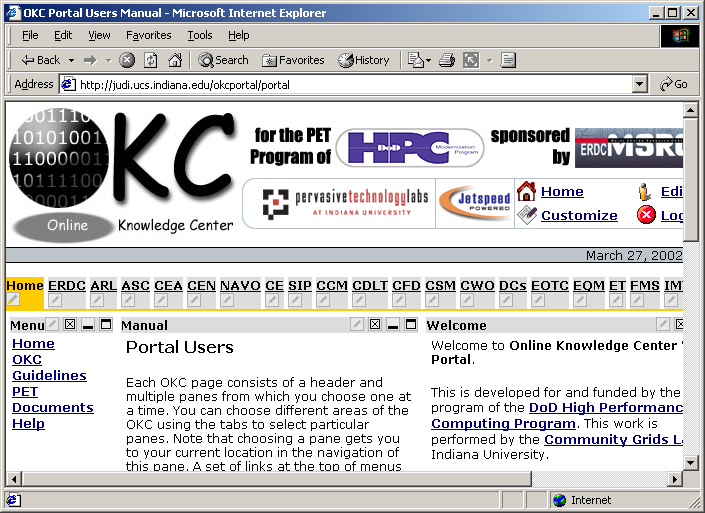 OKC Portal Users Manual - Microsoft Internet Explorer
File Edit View Favorites Tools Help
Back Search Favorites History
Address http://judi.ucs.indiana.edu/okcportal/portal Go
00111100
10101001
1100000011
1011110
000001
10100
OKC
Online Knowledge Center
for the PET
Program of
DoD HPC Modernization
Program
sponsored
by
ERDC MSRC
pervasivetechnologylabs
AT INDIANA UNIVERSITY
Jetspeed
POWERED
Home Edi
Customize Log
March 27, 2002
Home ERDC ARL ASC CEA CEN NAVO CE SIP CCM CDLT CFD CSM CWO DCs EOTC EQM ET FMS IM
Menu
Home
OKC
Guidelines
PET
Documents
Help
Manual
Portal Users
Each OKC page consists of a header and
multiple panes from which you choose one at
a time. You can choose different areas of the
OKC using the tabs to select particular
panes. Note that choosing a pane gets you
to your current location in the navigation of
this pane. A set of links at the top of menus
Welcome
Welcome to Online Knowledge Center
Portal.
This is developed for and funded by the
program of the DoD High Performanc
Computing Program. This work is
performed by the Community Grids La
Indiana University.
Internet